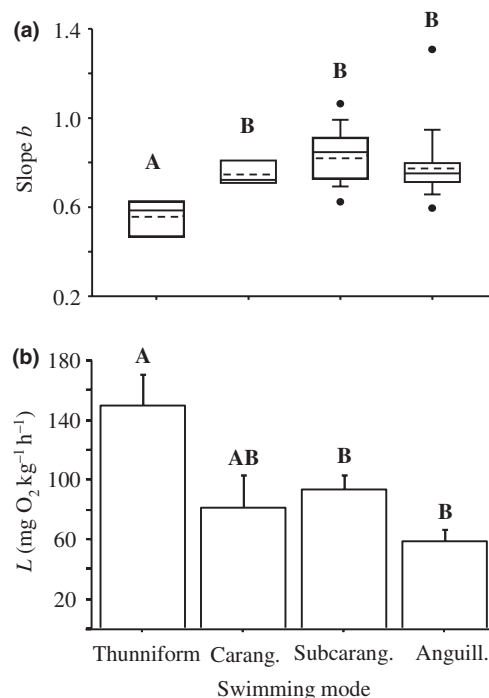 (a)
1.4
1.0
0.6
0.2
Slope b
A
B
B
B
(b)
180
140
100
60
20
L (mg O₂ kg⁻¹ h⁻¹)
A
AB
B
B
Thunniform Carang. Subcarang. Anguill.
Swimming mode